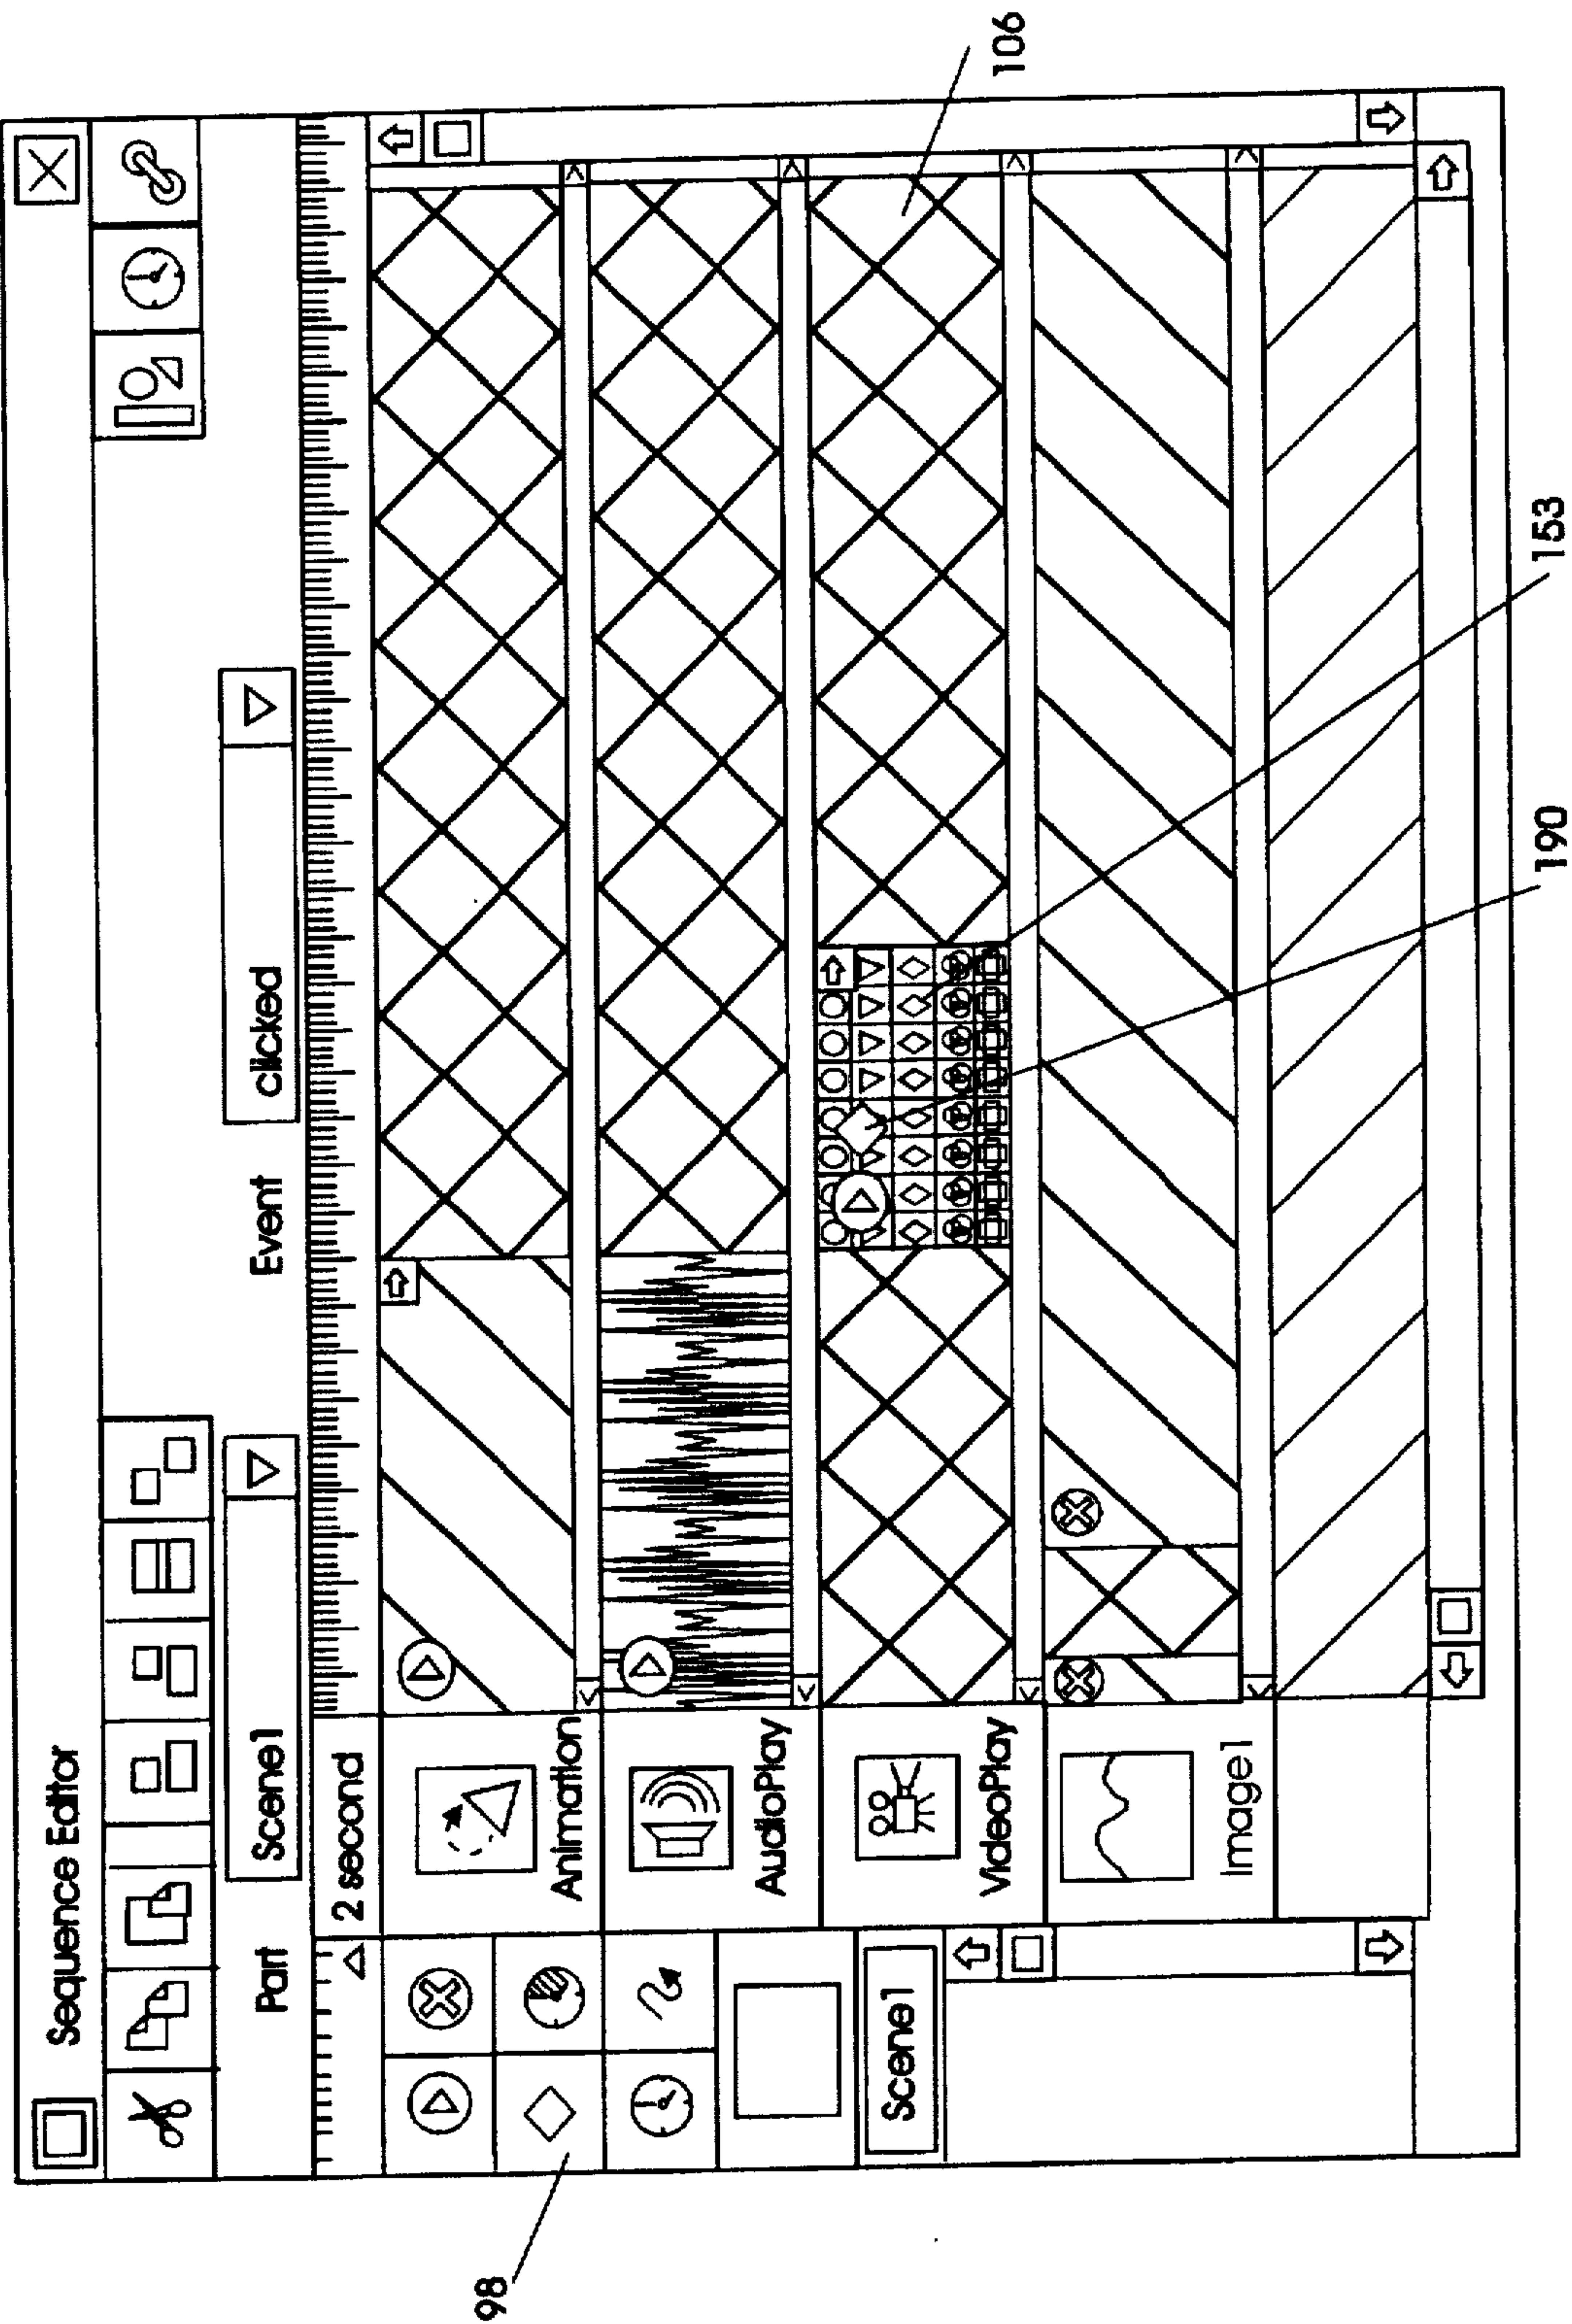 Sequence Editor
Part Scene1 Event clicked
2 second
Animation
AudioPlay
VideoPlay
Image1
Scene1
98
106
153
190